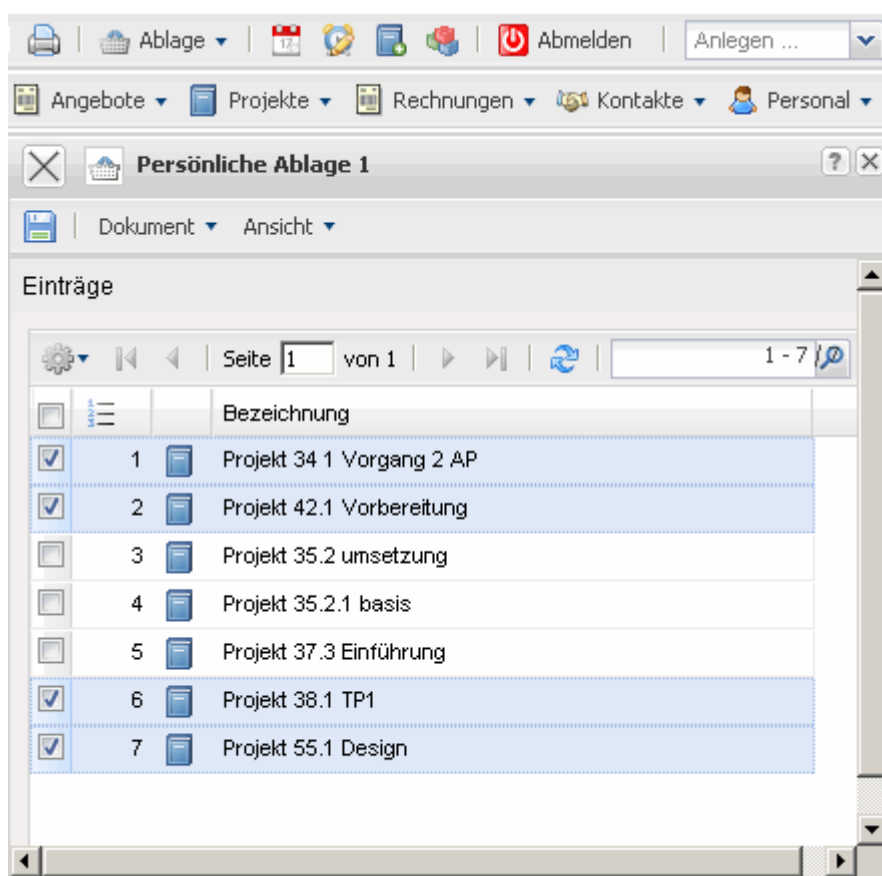 Ablage Abmelden Anlegen ...
Angebote Projekte Rechnungen Kontakte Personal
Persönliche Ablage 1
Dokument Ansicht
Einträge
Seite 1 von 1 1 - 7 /
Bezeichnung
1 Projekt 34 1 Vorgang 2 AP
2 Projekt 42.1 Vorbereitung
3 Projekt 35.2 umsetzung
4 Projekt 35.2.1 basis
5 Projekt 37.3 Einführung
6 Projekt 38.1 TP1
7 Projekt 55.1 Design